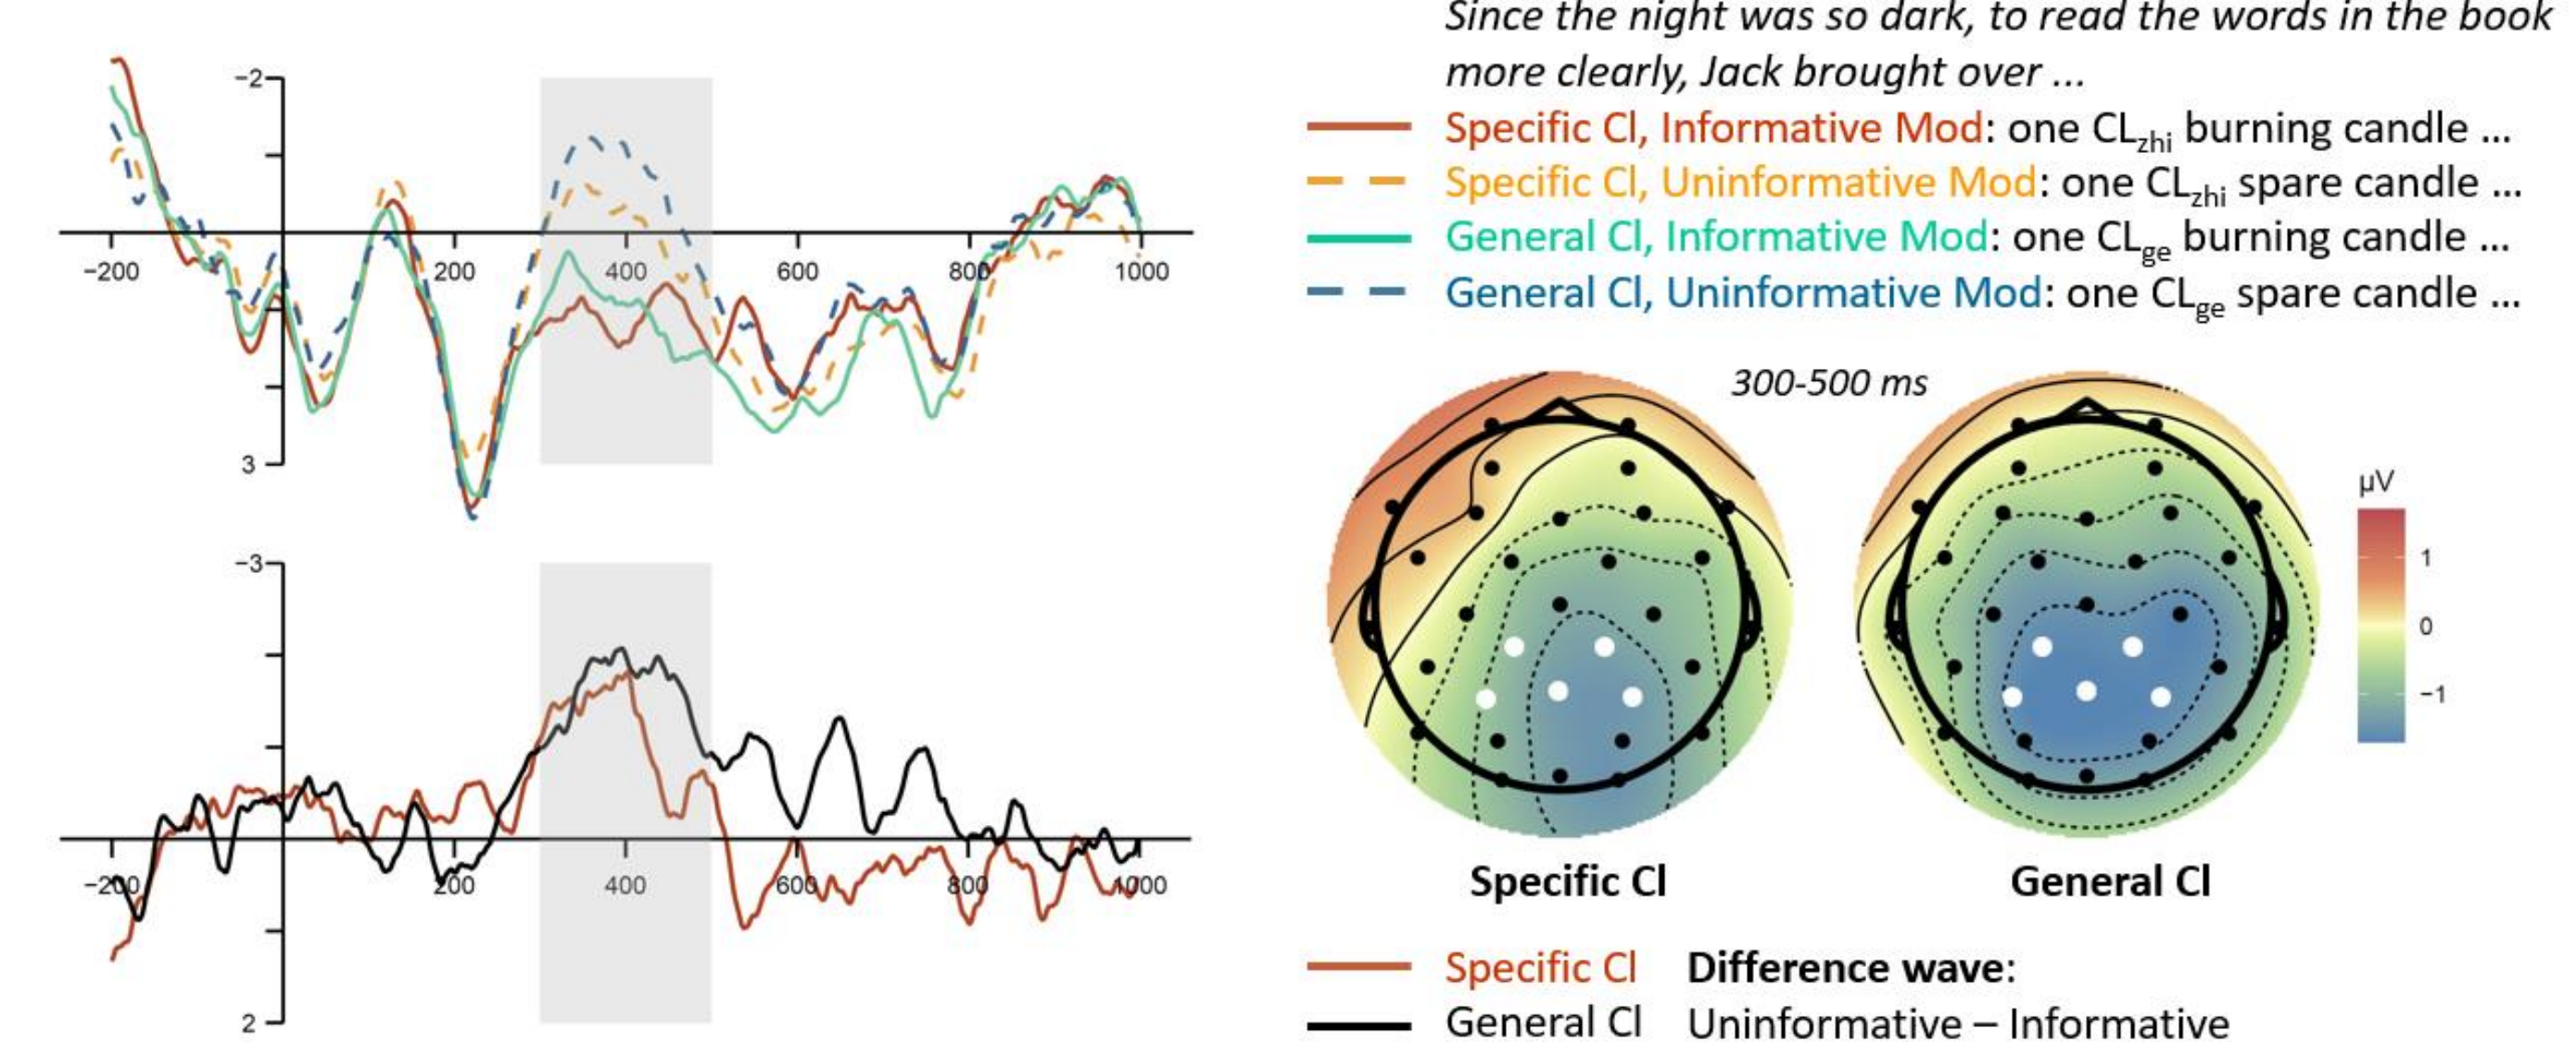 Since the night was so dark, to read the words in the book
more clearly, Jack brought over ...
Specific Cl, Informative Mod: one CLzhi burning candle ...
Specific Cl, Uninformative Mod: one CLzhi spare candle ...
General Cl, Informative Mod: one CLge burning candle ...
General Cl, Uninformative Mod: one CLge spare candle ...
−2
−200 200 400 600 800 1000
3
300-500 ms
µV
1
0
−1
−3
−200 200 400 600 800 1000
2
Specific Cl General Cl
Specific Cl Difference wave:
General Cl Uninformative – Informative